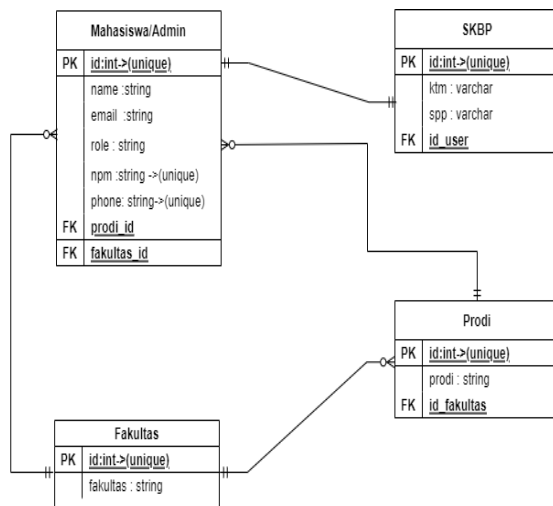 Mahasiswa/Admin
PK id:int->(unique)
name :string
email :string
role : string
npm :string ->(unique)
phone: string->(unique)
FK prodi_id
FK fakultas_id
SKBP
PK id:int->(unique)
ktm : varchar
spp : varchar
FK id_user
Prodi
PK id:int->(unique)
prodi : string
FK id_fakultas
Fakultas
PK id:int->(unique)
fakultas : string